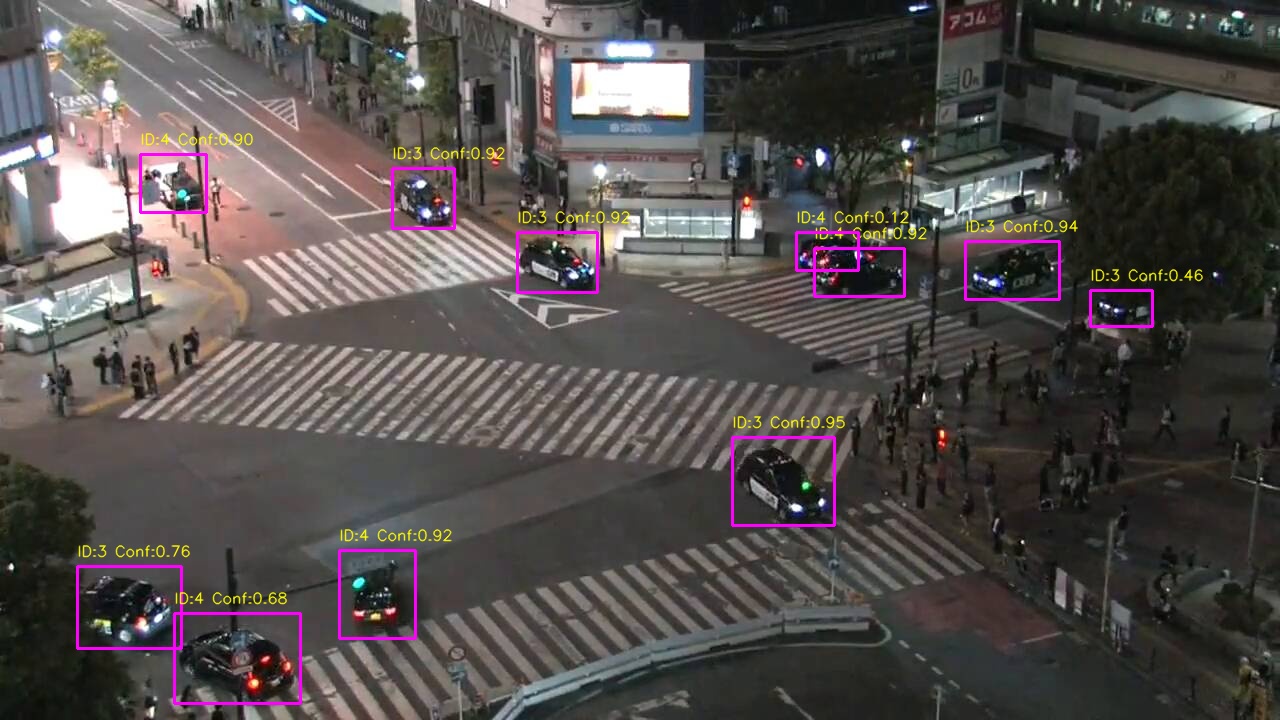 AMERICAN EAGLE
アコム
ID:4 Conf:0.90
ID:3 Conf:0.92
ID:3 Conf:0.92
ID:4 Conf:0.12
ID:4 Conf:0.92
ID:3 Conf:0.94
ID:3 Conf:0.46
ID:3 Conf:0.95
ID:4 Conf:0.92
ID:3 Conf:0.76
ID:4 Conf:0.68